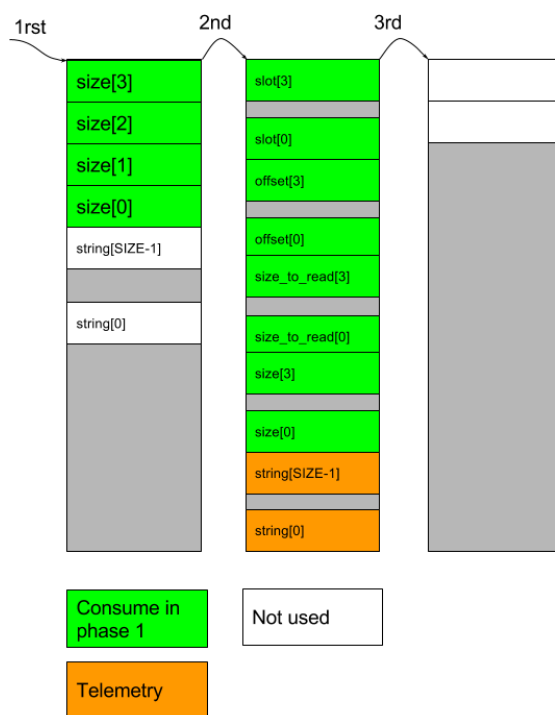 1rst
2nd
3rd
size[3]
size[2]
size[1]
size[0]
string[SIZE-1]
string[0]
slot[3]
slot[0]
offset[3]
offset[0]
size_to_read[3]
size_to_read[0]
size[3]
size[0]
string[SIZE-1]
string[0]
Consume in
phase 1
Not used
Telemetry